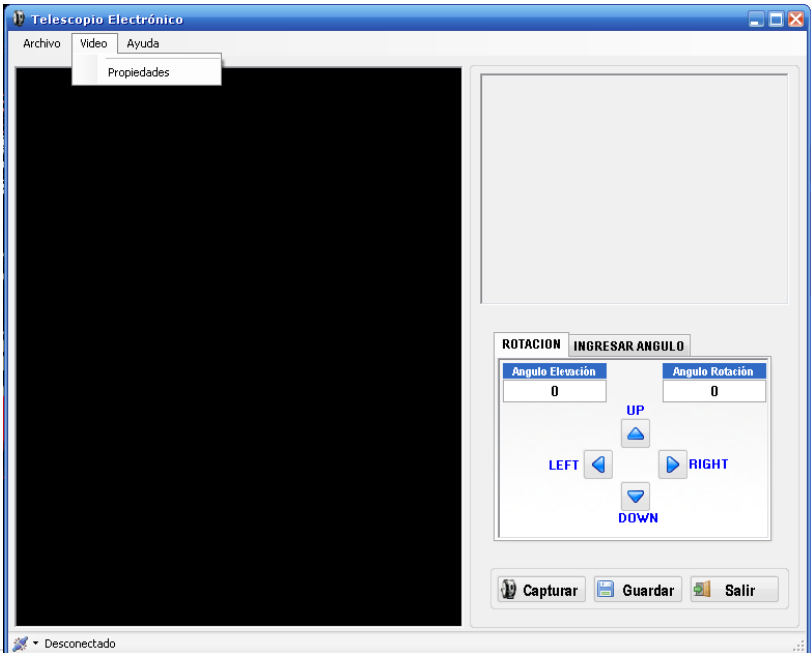 Telescopio Electrónico
Archivo Video Ayuda
Propiedades
ROTACION INGRESAR ANGULO
Angulo Elevación Angulo Rotación
0 0
UP
LEFT RIGHT
DOWN
Capturar Guardar Salir
Desconectado